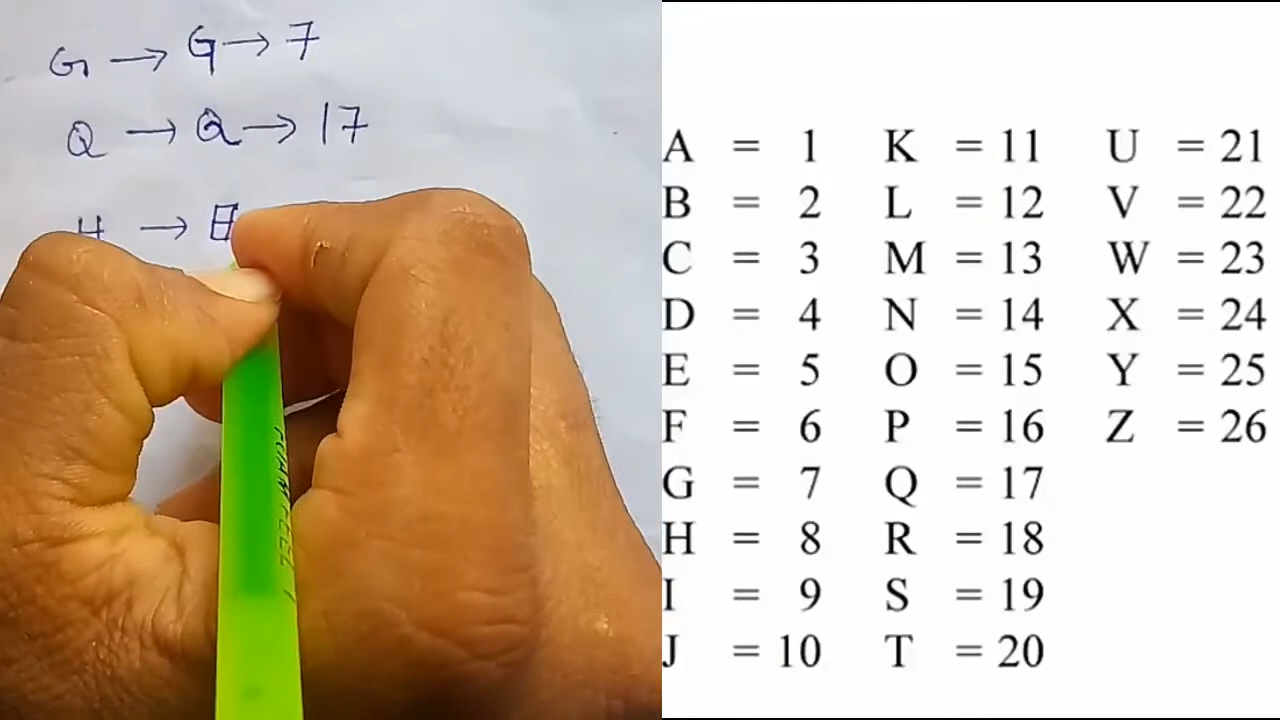 G → G → 7
Q → Q → 17
H →
A = 1 K = 11 U = 21
B = 2 L = 12 V = 22
C = 3 M = 13 W = 23
D = 4 N = 14 X = 24
E = 5 O = 15 Y = 25
F = 6 P = 16 Z = 26
G = 7 Q = 17
H = 8 R = 18
I = 9 S = 19
J = 10 T = 20